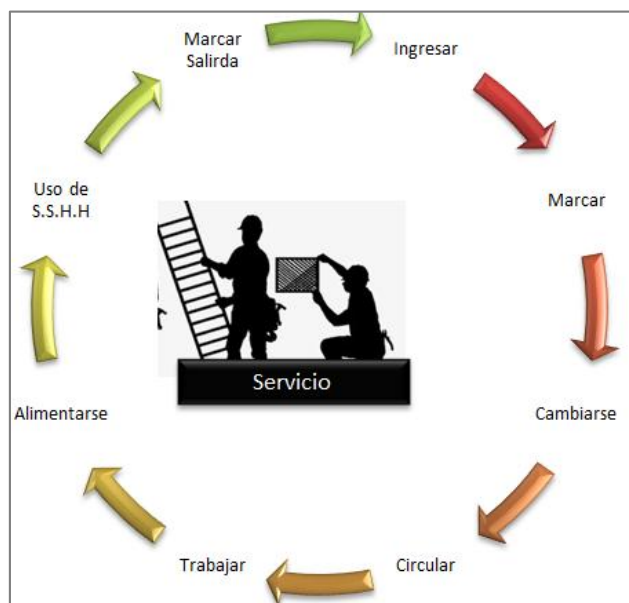 Marcar
Salirda
Ingresar
Marcar
Cambiarse
Circular
Trabajar
Alimentarse
Uso de
S.S.H.H
Servicio